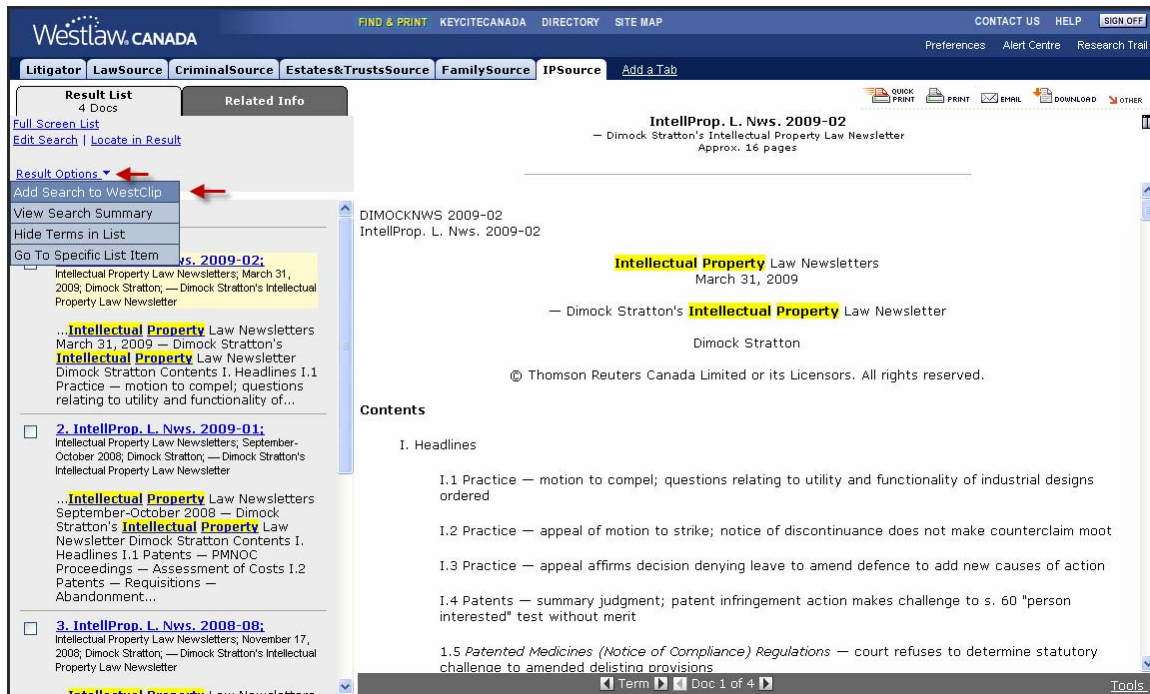 Westlaw. CANADA
FIND & PRINT KEYCITECANADA DIRECTORY SITE MAP
CONTACT US HELP SIGN OFF
Preferences Alert Centre Research Trail
Litigator LawSource CriminalSource Estates&TrustsSource FamilySource IPSource Add a Tab
Result List
4 Docs
Related Info
Full Screen List
Edit Search | Locate in Result
Result Options
Add Search to WestClip
View Search Summary
Hide Terms in List
Go To Specific List Item
ws. 2009-02;
Intellectual Property Law Newsletters; March 31,
2009; Dimock Stratton; — Dimock Stratton's Intellectual
Property Law Newsletter
...Intellectual Property Law Newsletters
March 31, 2009 — Dimock Stratton's
Intellectual Property Law Newsletter
Dimock Stratton Contents I. Headlines I.1
Practice — motion to compel; questions
relating to utility and functionality of...
2. IntellProp. L. Nws. 2009-01;
Intellectual Property Law Newsletters; September-
October 2008; Dimock Stratton; — Dimock Stratton's
Intellectual Property Law Newsletter
...Intellectual Property Law Newsletters
September-October 2008 — Dimock
Stratton's Intellectual Property Law
Newsletter Dimock Stratton Contents I.
Headlines I.1 Patents — PMNOC
Proceedings — Assessment of Costs I.2
Patents — Requisitions —
Abandonment...
3. IntellProp. L. Nws. 2008-08;
Intellectual Property Law Newsletters; November 17,
2008; Dimock Stratton; — Dimock Stratton's Intellectual
Property Law Newsletter
...Intellectual Property Law Newsletters
QUICK PRINT PRINT EMAIL DOWNLOAD OTHER
IntellProp. L. Nws. 2009-02
— Dimock Stratton's Intellectual Property Law Newsletter
Approx. 16 pages
DIMOCKNWS 2009-02
IntellProp. L. Nws. 2009-02
Intellectual Property Law Newsletters
March 31, 2009
— Dimock Stratton's Intellectual Property Law Newsletter
Dimock Stratton
© Thomson Reuters Canada Limited or its Licensors. All rights reserved.
Contents
I. Headlines
I.1 Practice — motion to compel; questions relating to utility and functionality of industrial designs
ordered
I.2 Practice — appeal of motion to strike; notice of discontinuance does not make counterclaim moot
I.3 Practice — appeal affirms decision denying leave to amend defence to add new causes of action
I.4 Patents — summary judgment; patent infringement action makes challenge to s. 60 "person
interested" test without merit
1.5 Patented Medicines (Notice of Compliance) Regulations — court refuses to determine statutory
challenge to amended delisting provisions
Term Doc 1 of 4
Tools